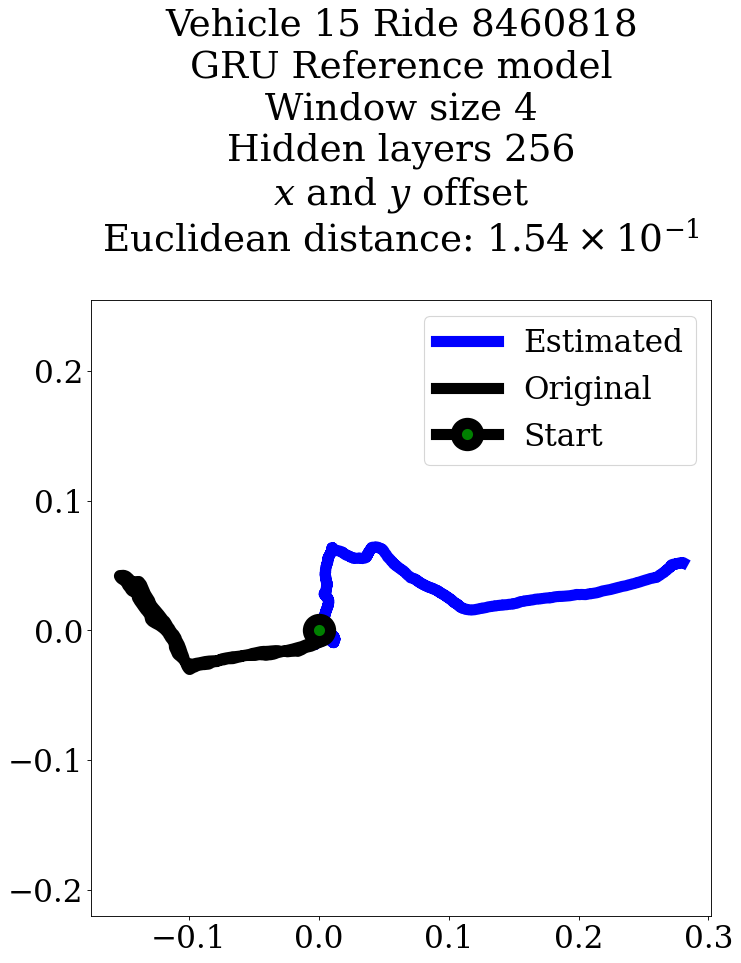 Vehicle 15 Ride 8460818
GRU Reference model
Window size 4
Hidden layers 256
x and y offset
Euclidean distance: 1.54 × 10⁻¹
Estimated
Original
Start
0.2
0.1
0.0
−0.1
−0.2
−0.1 0.0 0.1 0.2 0.3